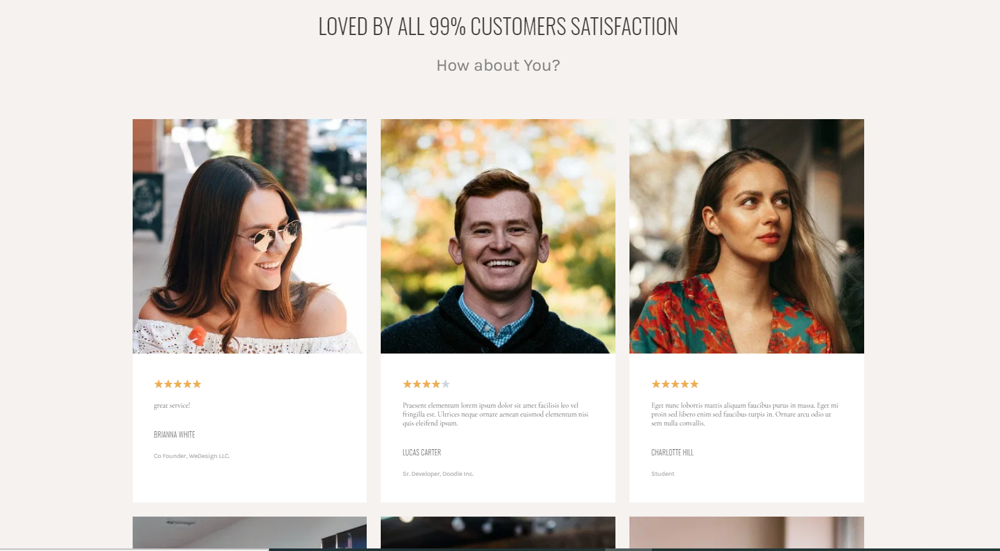 LOVED BY ALL 99% CUSTOMERS SATISFACTION
How about You?
great service!
BRIANNA WHITE
Co Founder, WeDesign LLC.
Praesent elementum lorem ipsum dolor sit amet facilisis leo vel
fringilla est. Ultrices neque ornare aenean euismod elementum nisi
quis eleifend ipsum.
LUCAS CARTER
Sr. Developer, Doodle Inc.
Eget nunc lobortis mattis aliquam faucibus purus in massa. Eget mi
proin sed libero enim sed faucibus turpis in. Ornare arcu odio ut
sem nulla convallis.
CHARLOTTE HILL
Student